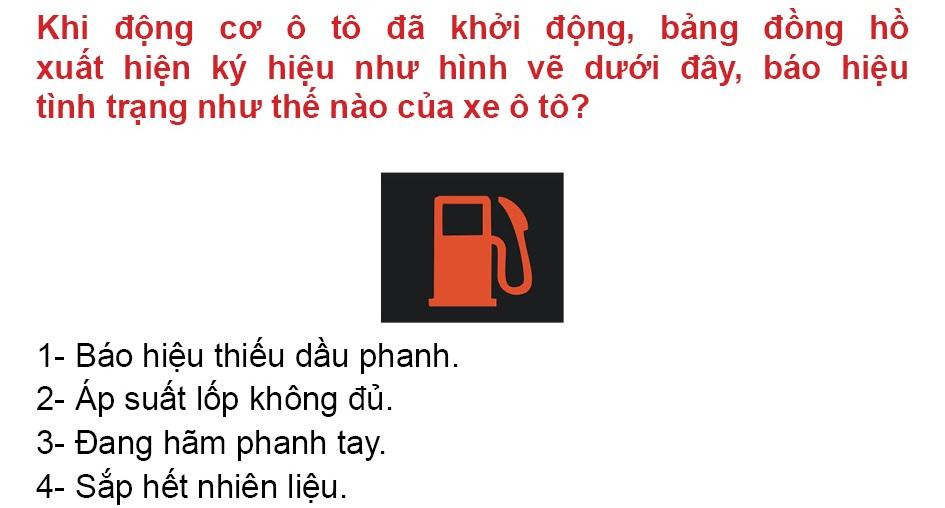 Khi động cơ ô tô đã khởi động, bảng đồng hồ
xuất hiện ký hiệu như hình vẽ dưới đây, báo hiệu
tình trạng như thế nào của xe ô tô?
1- Báo hiệu thiếu dầu phanh.
2- Áp suất lốp không đủ.
3- Đang hãm phanh tay.
4- Sắp hết nhiên liệu.